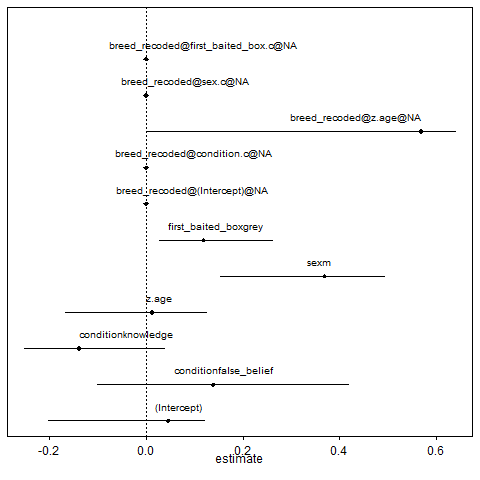 breed_recoded@first_baited_box.c@NA
breed_recoded@sex.c@NA
breed_recoded@z.age@NA
breed_recoded@condition.c@NA
breed_recoded@(Intercept)@NA
first_baited_boxgrey
sexm
z.age
conditionknowledge
conditionfalse_belief
(Intercept)
-0.2 0.0 0.2 0.4 0.6
estimate